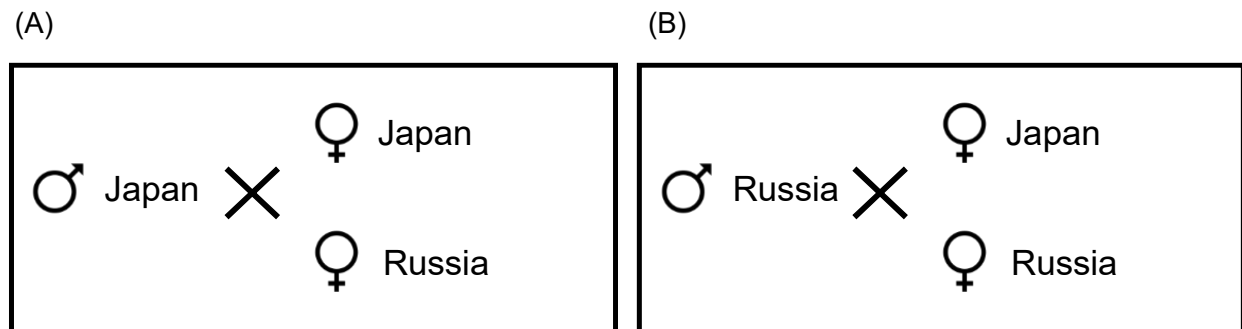 (A)
♂ Japan × ♀ Japan
♀ Russia
(B)
♂ Russia × ♀ Japan
♀ Russia